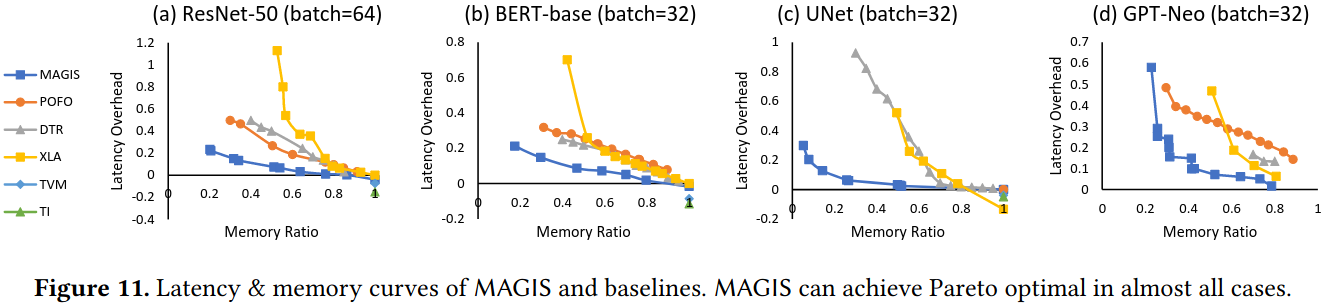 (a) ResNet-50 (batch=64)
(b) BERT-base (batch=32)
(c) UNet (batch=32)
(d) GPT-Neo (batch=32)
MAGIS
POFO
DTR
XLA
TVM
TI
Latency Overhead
1.2
1
0.8
0.6
0.4
0.2
0
-0.2
-0.4
0 0.2 0.4 0.6 0.8 1
Memory Ratio
Latency Overhead
0.8
0.6
0.4
0.2
0
-0.2
0 0.2 0.4 0.6 0.8 1
Memory Ratio
Latency Overhead
1
0.8
0.6
0.4
0.2
0
-0.2
0 0.2 0.4 0.6 0.8 1
Memory Ratio
Latency Overhead
0.7
0.6
0.5
0.4
0.3
0.2
0.1
0
0 0.2 0.4 0.6 0.8 1
Memory Ratio
Figure 11. Latency & memory curves of MAGIS and baselines. MAGIS can achieve Pareto optimal in almost all cases.